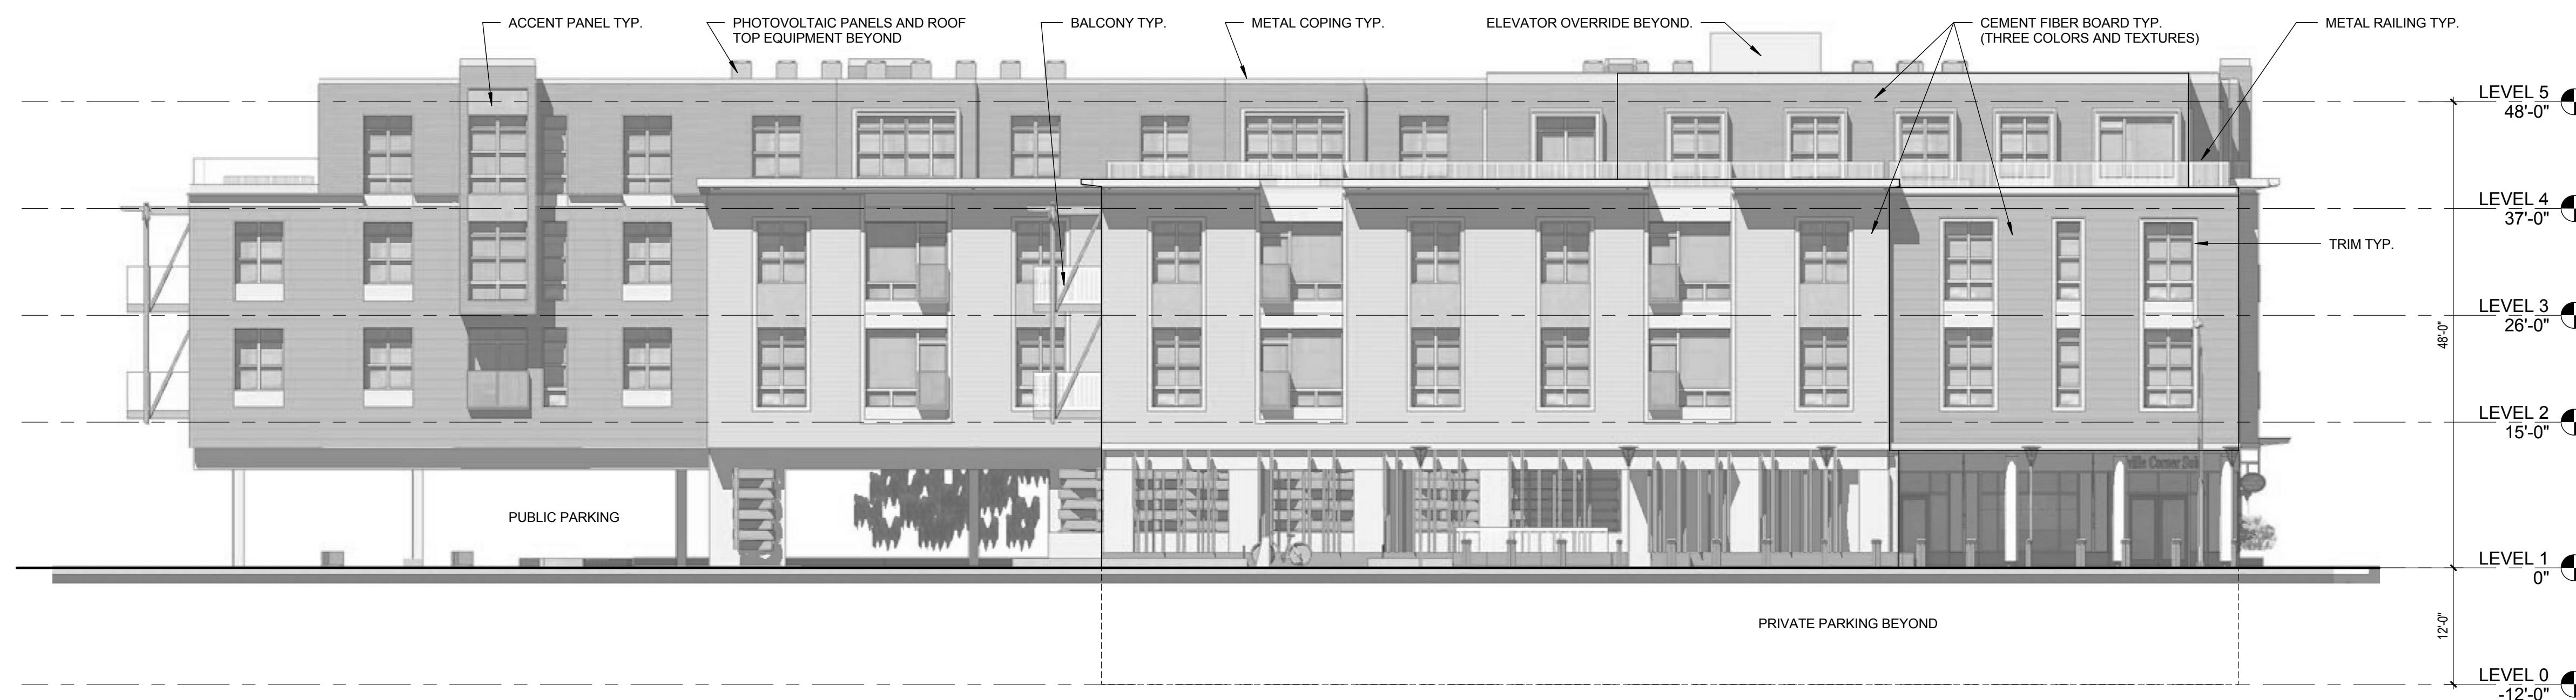 ACCENT PANEL TYP.
PHOTOVOLTAIC PANELS AND ROOF
TOP EQUIPMENT BEYOND
BALCONY TYP.
METAL COPING TYP.
ELEVATOR OVERRIDE BEYOND.
CEMENT FIBER BOARD TYP.
(THREE COLORS AND TEXTURES)
METAL RAILING TYP.
LEVEL 5
48'-0"
LEVEL 4
37'-0"
TRIM TYP.
LEVEL 3
26'-0"
48'-0"
LEVEL 2
15'-0"
Corner
PUBLIC PARKING
LEVEL 1
0"
PRIVATE PARKING BEYOND
12'-0"
LEVEL 0
-12'-0"